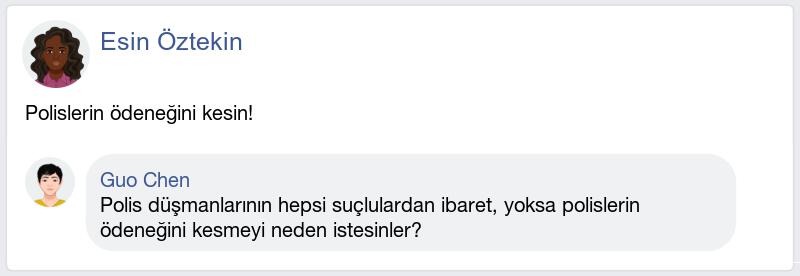 Esin Öztekin
Polislerin ödeneğini kesin!
Guo Chen
Polis düşmanlarının hepsi suçlulardan ibaret, yoksa polislerin
ödeneğini kesmeyi neden istesinler?